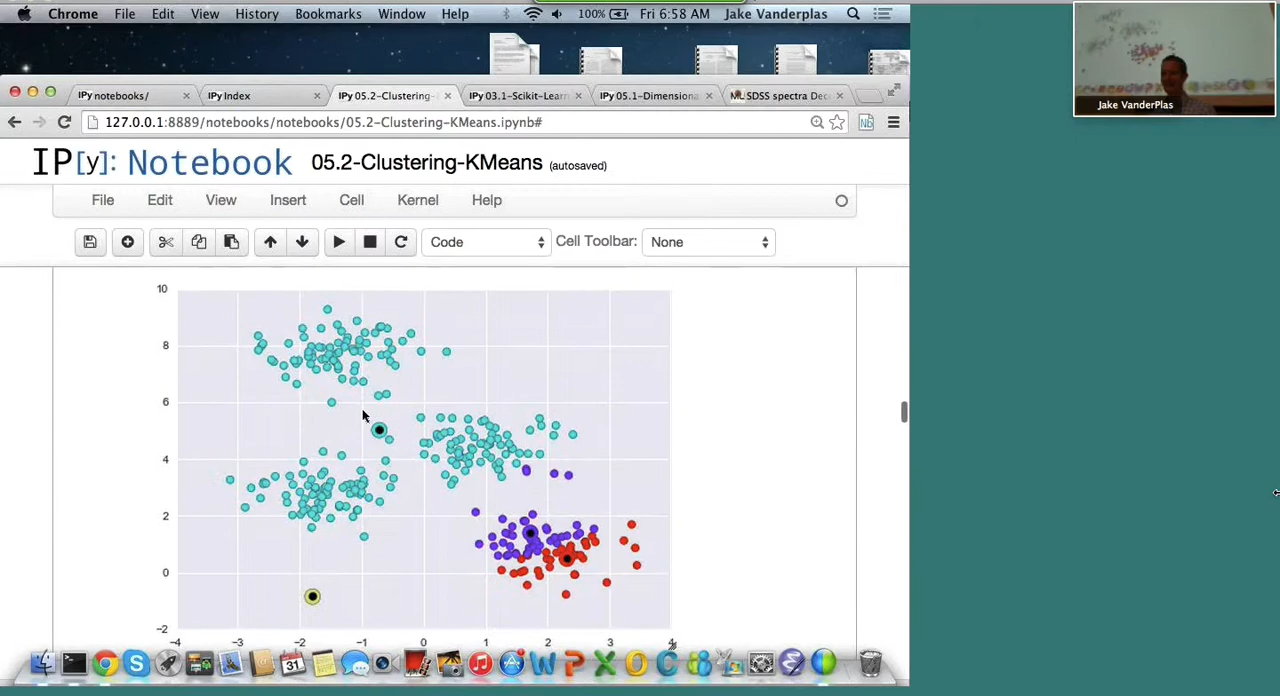 Chrome File Edit View History Bookmarks Window Help 100% Fri 6:58 AM Jake Vanderplas
Jake VanderPlas
IPy notebooks/ IPy Index IPy 05.2-Clustering- IPy 03.1-Scikit-Learn IPy 05.1-Dimensiona SDSS spectra Dec
127.0.0.1:8889/notebooks/notebooks/05.2-Clustering-KMeans.ipynb#
IP[y]: Notebook 05.2-Clustering-KMeans (autosaved)
File Edit View Insert Cell Kernel Help
Code Cell Toolbar: None
10
8
6
4
2
0
−2
−4 −3 −2 −1 0 1 2 3 4
31